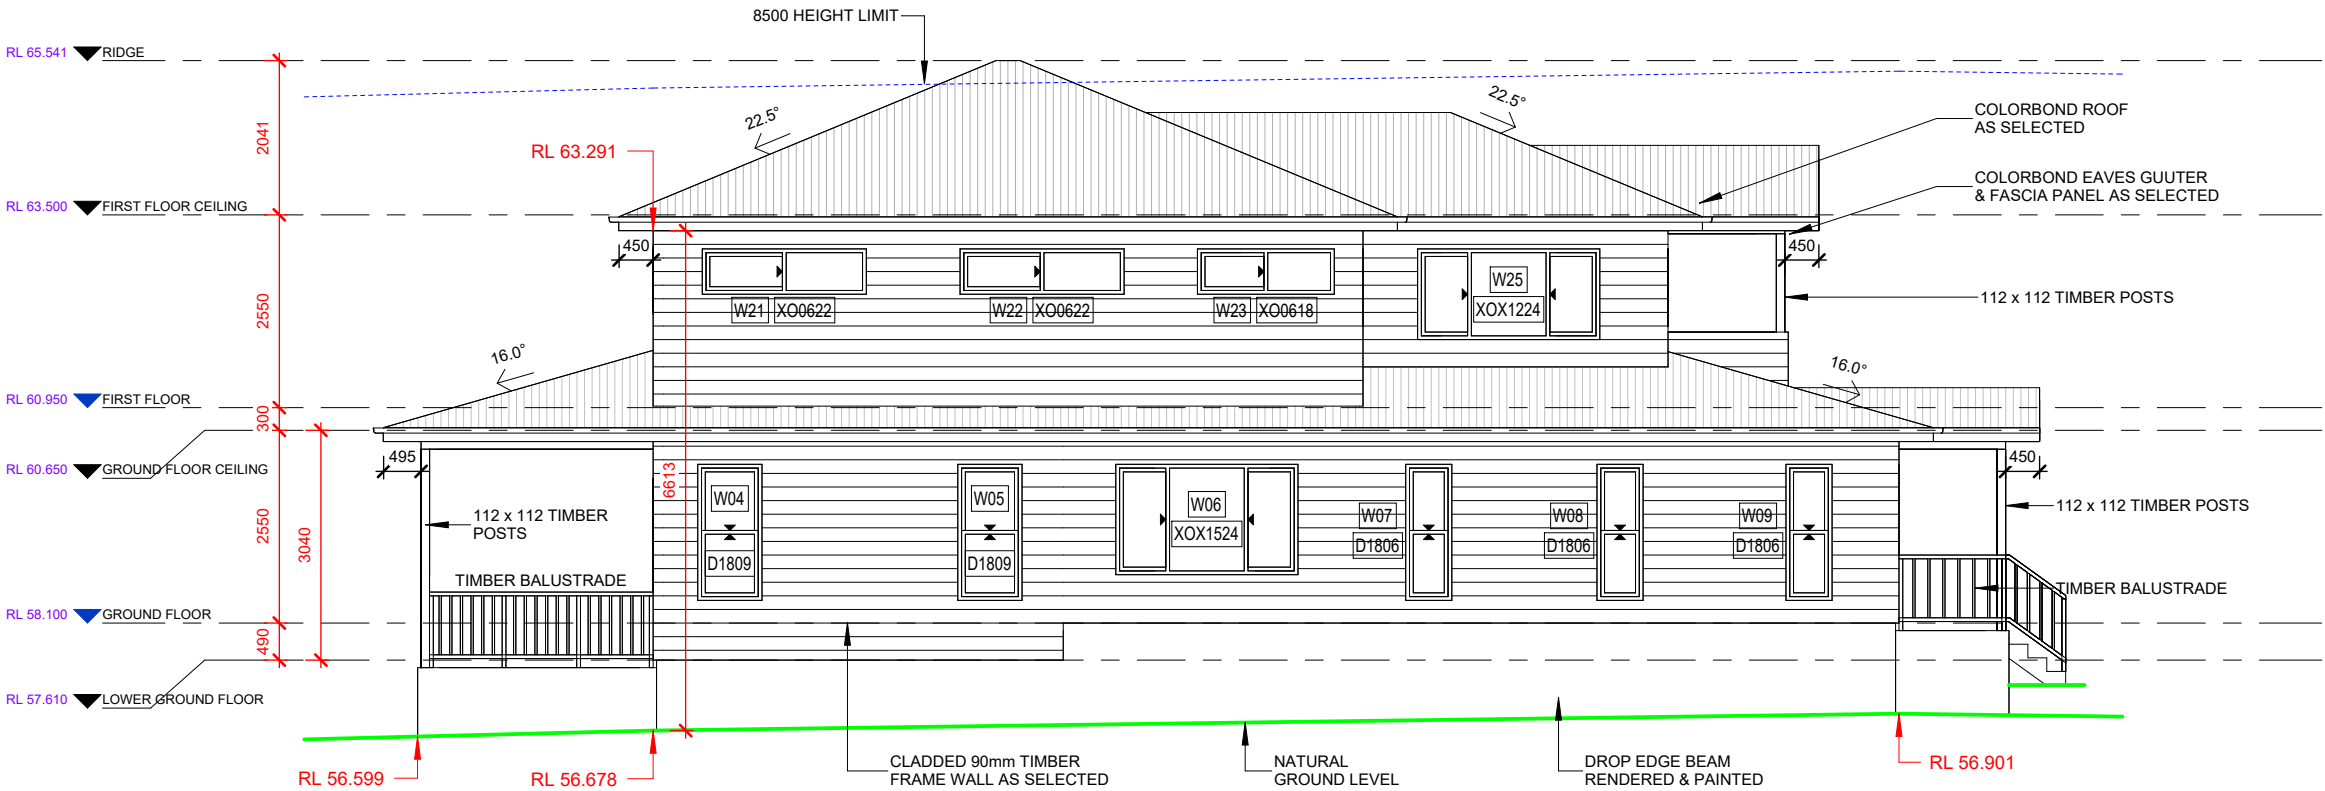 8500 HEIGHT LIMIT
RL 65.541 RIDGE
22.5°
22.5°
COLORBOND ROOF
AS SELECTED
2041
RL 63.291
COLORBOND EAVES GUUTER
& FASCIA PANEL AS SELECTED
RL 63.500 FIRST FLOOR CEILING
450
450
W21 XO0622
W22 XO0622
W23 XO0618
W25
XOX1224
112 x 112 TIMBER POSTS
2550
16.0°
16.0°
RL 60.950 FIRST FLOOR
300
RL 60.650 GROUND FLOOR CEILING
495
450
6613
W04
D1809
W05
D1809
W06
XOX1524
W07
D1806
W08
D1806
W09
D1806
112 x 112 TIMBER
POSTS
112 x 112 TIMBER POSTS
2550
3040
TIMBER BALUSTRADE
TIMBER BALUSTRADE
RL 58.100 GROUND FLOOR
490
RL 57.610 LOWER GROUND FLOOR
RL 56.599
RL 56.678
CLADDED 90mm TIMBER
FRAME WALL AS SELECTED
NATURAL
GROUND LEVEL
DROP EDGE BEAM
RENDERED & PAINTED
RL 56.901